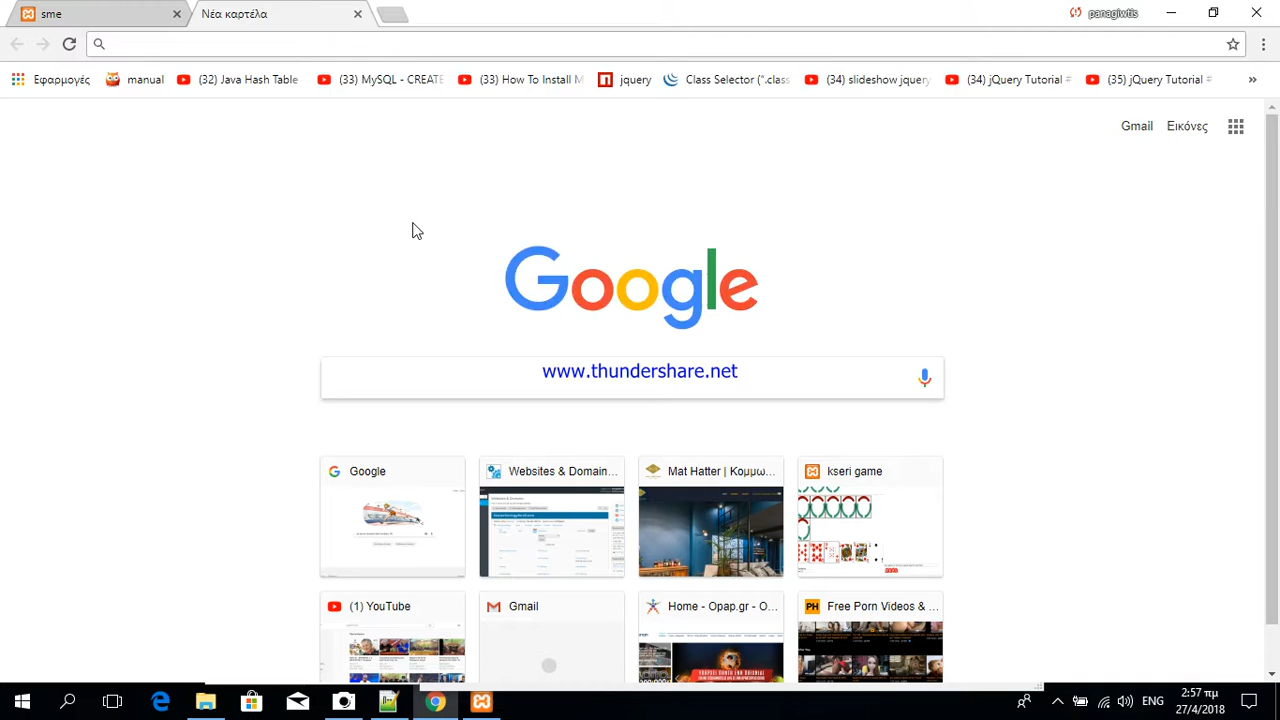 sme
Νέα καρτέλα
panagiwtis
Εφαρμογές
manual
(32) Java Hash Table
(33) MySQL - CREATE
(33) How To Install M
jquery
Class Selector (".class
(34) slideshow jquery
(34) jQuery Tutorial #
(35) jQuery Tutorial #
»
Gmail
Εικόνες
Google
www.thundershare.net
Google
Websites & Domain...
Mat Hatter | Κομμω...
kseri game
(1) YouTube
Gmail
Home - Opap.gr - O...
PH
Free Porn Videos & ...
ENG
2:57 πμ
27/4/2018